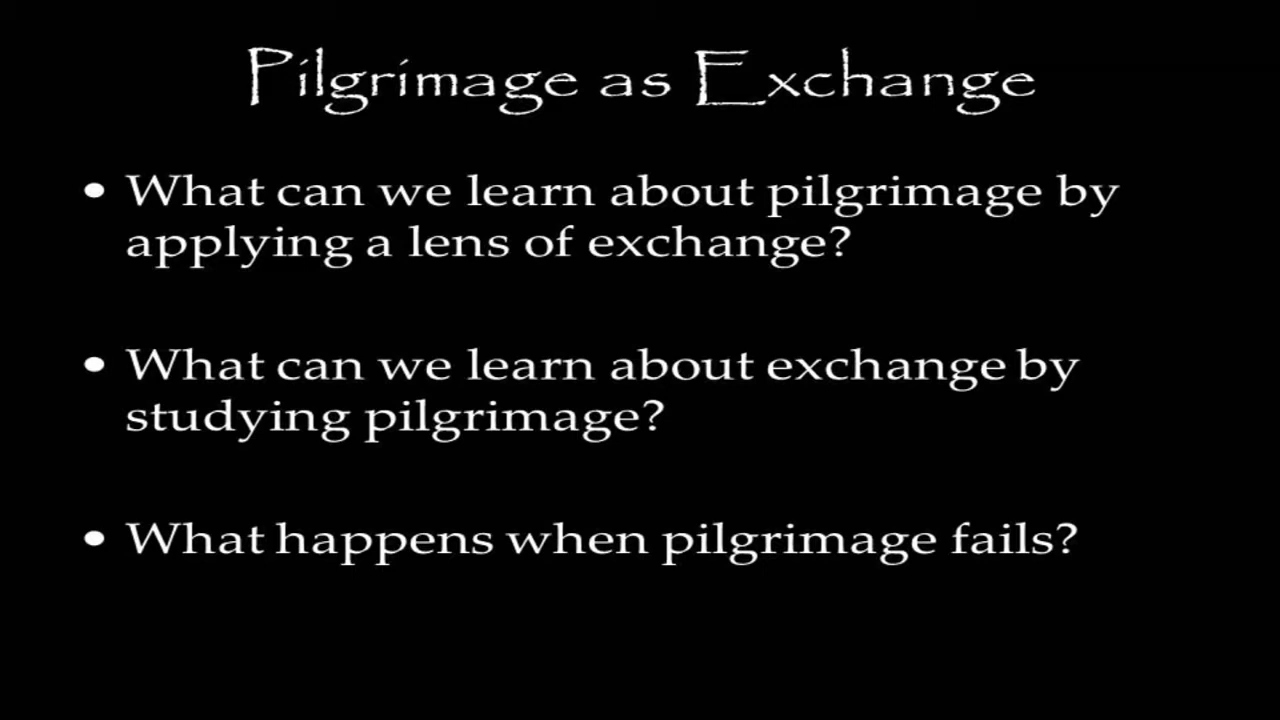 Pilgrimage as Exchange
• What can we learn about pilgrimage by
applying a lens of exchange?
• What can we learn about exchange by
studying pilgrimage?
• What happens when pilgrimage fails?